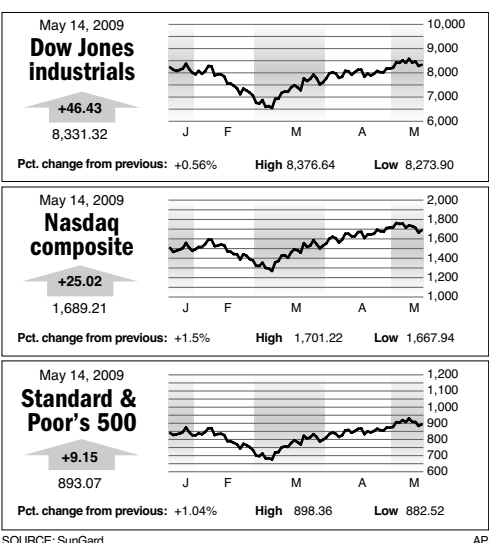 May 14, 2009
Dow Jones
industrials
+46.43
8,331.32
10,000
9,000
8,000
7,000
6,000
J F M A M
Pct. change from previous: +0.56% High 8,376.64 Low 8,273.90
May 14, 2009
Nasdaq
composite
+25.02
1,689.21
2,000
1,800
1,600
1,400
1,200
1,000
J F M A M
Pct. change from previous: +1.5% High 1,701.22 Low 1,667.94
May 14, 2009
Standard &
Poor's 500
+9.15
893.07
1,200
1,100
1,000
900
800
700
600
J F M A M
Pct. change from previous: +1.04% High 898.36 Low 882.52
SOURCE: SunGard AP